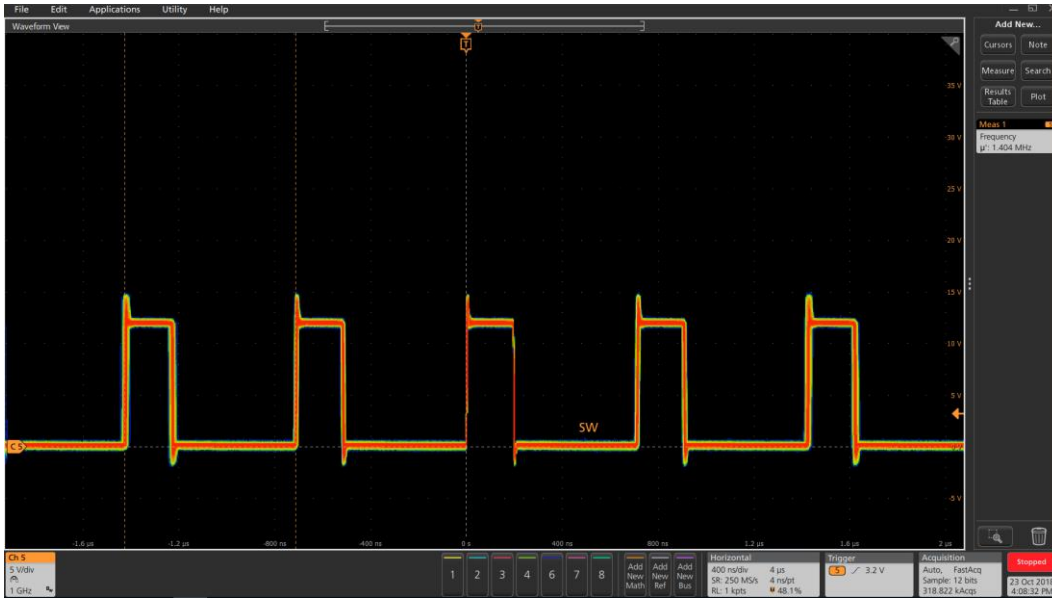 File Edit Applications Utility Help
Waveform View
Add New...
T
T
Cursors Note
Measure Search
Results Table Plot
Meas 1
Frequency
µ': 1.404 MHz
35 V
30 V
25 V
20 V
15 V
10 V
5 V
-5 V
SW
C 5
-1.6 µs -1.2 µs -800 ns -400 ns 0 s 400 ns 800 ns 1.2 µs 1.6 µs 2 µs
Ch 5
5 V/div
1 GHz
1 2 3 4 6 7 8
Add New Math
Add New Ref
Add New Bus
Horizontal
400 ns/div 4 µs
SR: 250 MS/s 4 ns/pt
RL: 1 kpts 48.1%
Trigger
5 3.2 V
Acquisition
Auto, FastAcq
Sample: 12 bits
318.822 kAcqs
Stopped
23 Oct 2018
4:08:32 PM